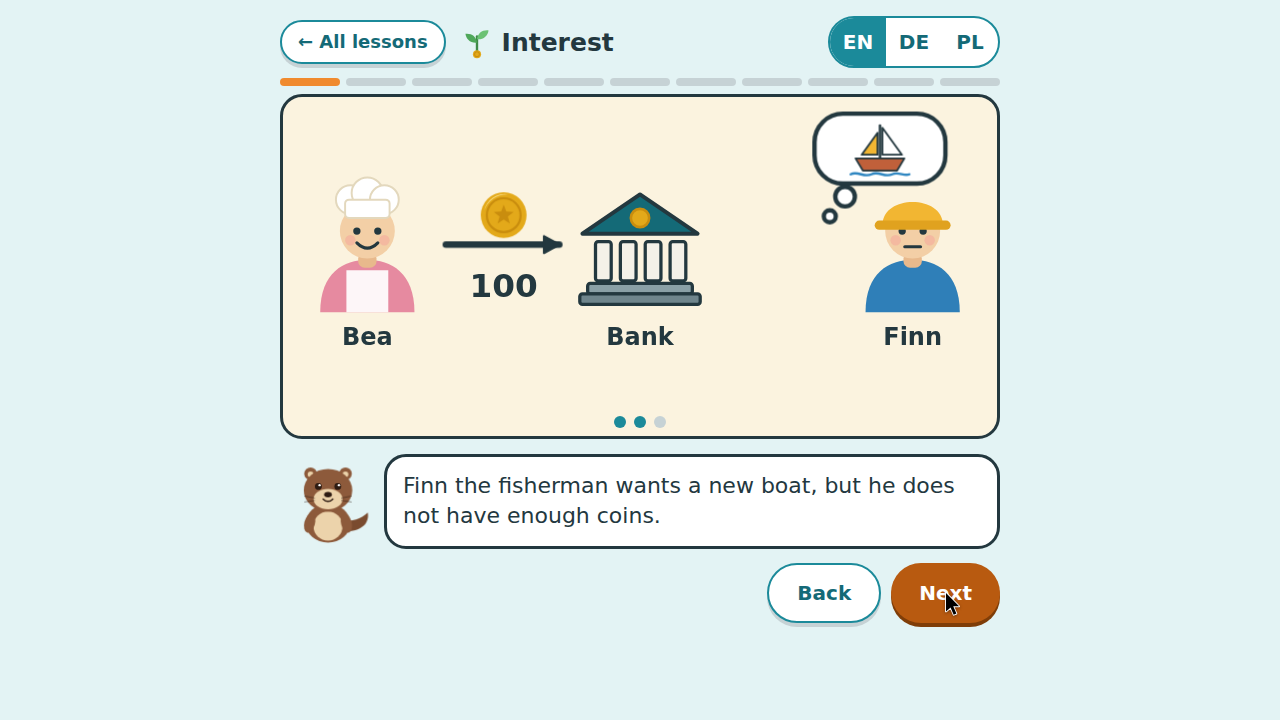 ← All lessons
Interest
EN DE PL
100
Bea
Bank
Finn
Finn the fisherman wants a new boat, but he does
not have enough coins.
Back
Next